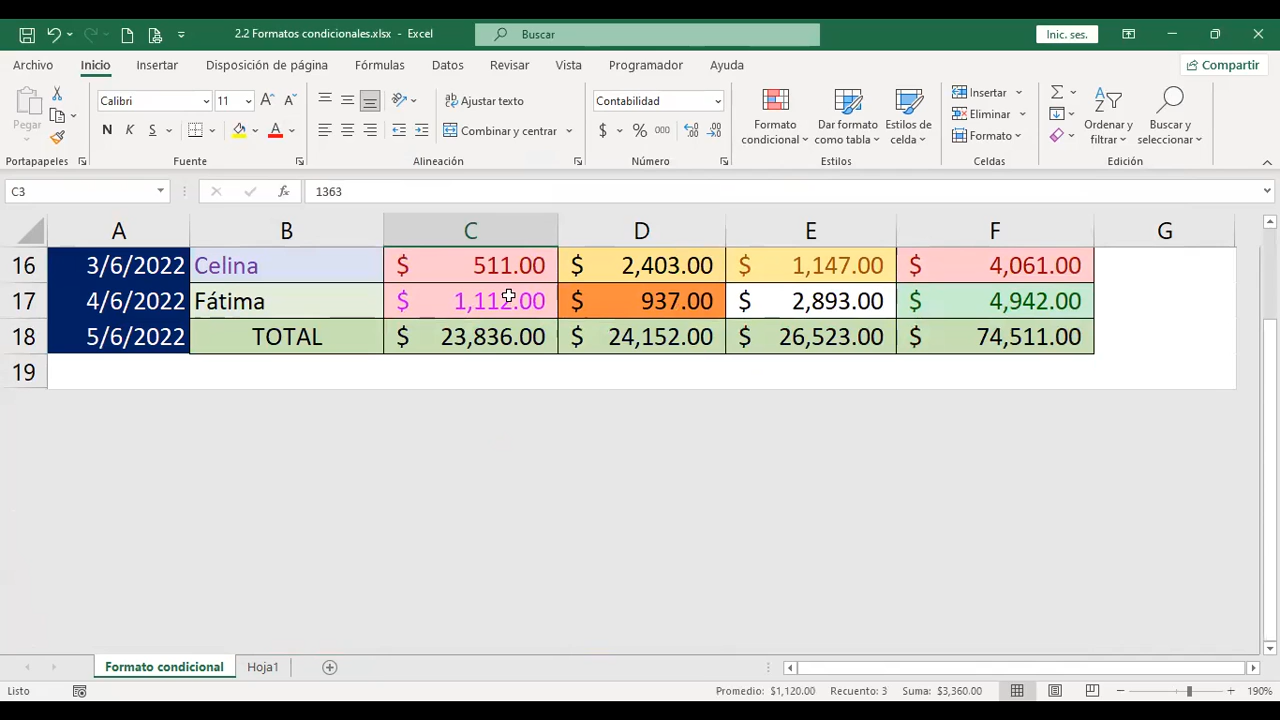 2.2 Formatos condicionales.xlsx - Excel
Buscar
Inic. ses.
Archivo Inicio Insertar Disposición de página Fórmulas Datos Revisar Vista Programador Ayuda
Compartir
Pegar
Portapapeles
Calibri 11
N K S
Fuente
Ajustar texto
Combinar y centrar
Alineación
Contabilidad
$ % 000
Número
Formato condicional
Dar formato como tabla
Estilos de celda
Estilos
Insertar
Eliminar
Formato
Celdas
Ordenar y filtrar
Buscar y seleccionar
Edición
C3 fx 1363
A B C D E F G
16 3/6/2022 Celina $ 511.00 $ 2,403.00 $ 1,147.00 $ 4,061.00
17 4/6/2022 Fátima $ 1,112.00 $ 937.00 $ 2,893.00 $ 4,942.00
18 5/6/2022 TOTAL $ 23,836.00 $ 24,152.00 $ 26,523.00 $ 74,511.00
19
Formato condicional Hoja1
Listo Promedio: $1,120.00 Recuento: 3 Suma: $3,360.00 190%